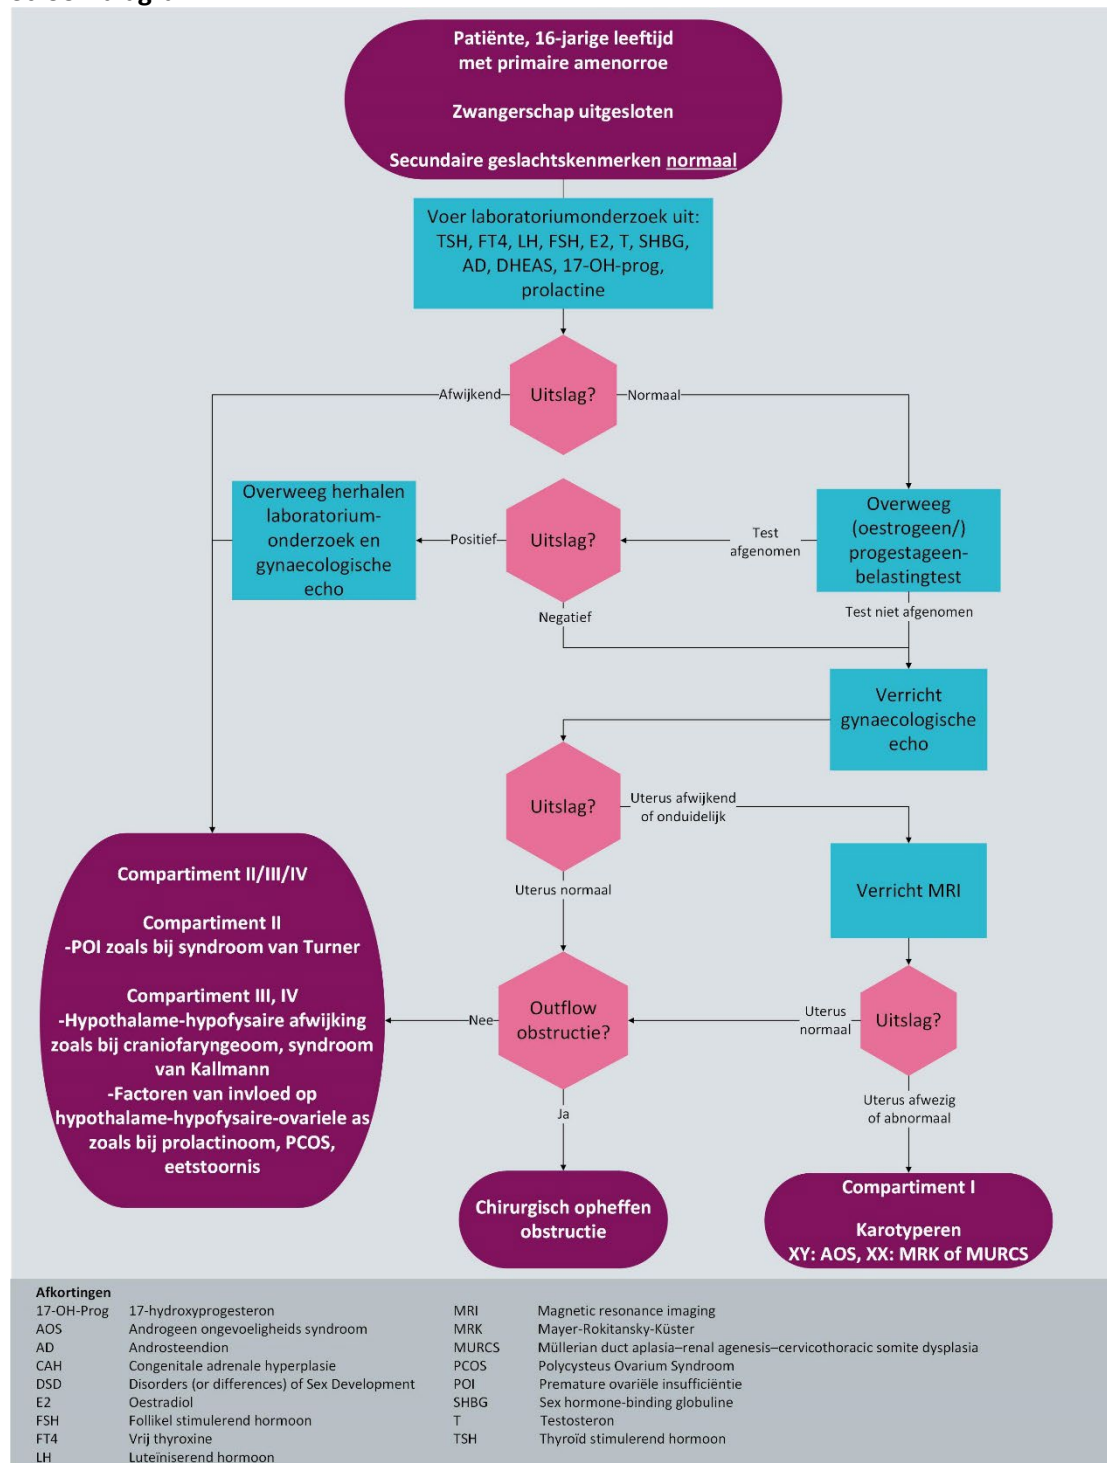 Patiënte, 16-jarige leeftijd
met primaire amenorroe
Zwangerschap uitgesloten
Secundaire geslachtskenmerken normaal
Voer laboratoriumonderzoek uit:
TSH, FT4, LH, FSH, E2, T, SHBG,
AD, DHEAS, 17-OH-prog,
prolactine
Afwijkend
Uitslag?
Normaal
Overweeg herhalen
laboratorium-
onderzoek en
gynaecologische
echo
Positief
Uitslag?
Test
afgenomen
Overweeg
(oestrogeen/)
progestageen-
belastingtest
Negatief
Test niet afgenomen
Verricht
gynaecologische
echo
Uitslag?
Uterus afwijkend
of onduidelijk
Uterus normaal
Verricht MRI
Compartiment II/III/IV
Compartiment II
-POI zoals bij syndroom van Turner
Compartiment III, IV
-Hypothalame-hypofysaire afwijking
zoals bij craniofaryngeoom, syndroom
van Kallmann
-Factoren van invloed op
hypothalame-hypofysaire-ovariele as
zoals bij prolactinoom, PCOS,
eetstoornis
Nee
Outflow
obstructie?
Uterus
normaal
Uitslag?
Ja
Uterus afwezig
of abnormaal
Chirurgisch opheffen
obstructie
Compartiment I
Karotyperen
XY: AOS, XX: MRK of MURCS
Afkortingen
17-OH-Prog 17-hydroxyprogesteron
AOS Androgeen ongevoeligheids syndroom
AD Androsteendion
CAH Congenitale adrenale hyperplasie
DSD Disorders (or differences) of Sex Development
E2 Oestradiol
FSH Follikel stimulerend hormoon
FT4 Vrij thyroxine
LH Luteïniserend hormoon
MRI Magnetic resonance imaging
MRK Mayer-Rokitansky-Küster
MURCS Müllerian duct aplasia–renal agenesis–cervicothoracic somite dysplasia
PCOS Polycysteus Ovarium Syndroom
POI Premature ovariële insufficiëntie
SHBG Sex hormone-binding globuline
T Testosteron
TSH Thyroïd stimulerend hormoon